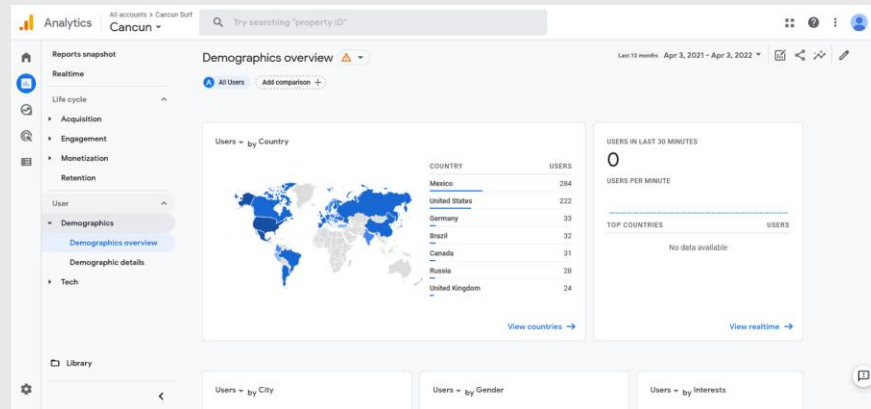 All accounts > Cancun Surf
Analytics
Cancun
Try searching "property ID"
Reports snapshot
Realtime
Life cycle
Acquisition
Engagement
Monetization
Retention
User
Demographics
Demographics overview
Demographic details
Tech
Library
Demographics overview
Last 12 months Apr 3, 2021 – Apr 3, 2022
A All Users Add comparison +
Users by Country
COUNTRY USERS
Mexico 284
United States 222
Germany 33
Brazil 32
Canada 31
Russia 28
United Kingdom 24
View countries →
USERS IN LAST 30 MINUTES
0
USERS PER MINUTE
TOP COUNTRIES USERS
No data available
View realtime →
Users by City
Users by Gender
Users by Interests